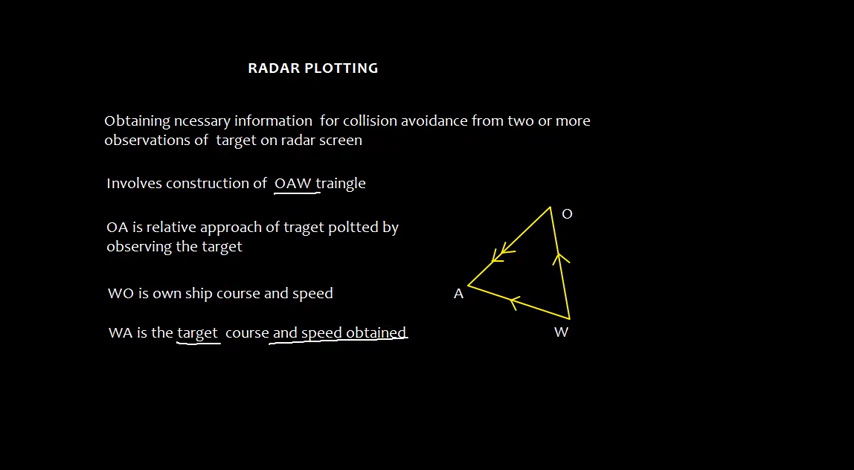 RADAR PLOTTING
Obtaining ncessary information for collision avoidance from two or more
observations of target on radar screen
Involves construction of OAW traingle
OA is relative approach of traget poltted by
observing the target
WO is own ship course and speed
WA is the target course and speed obtained
O
A
W